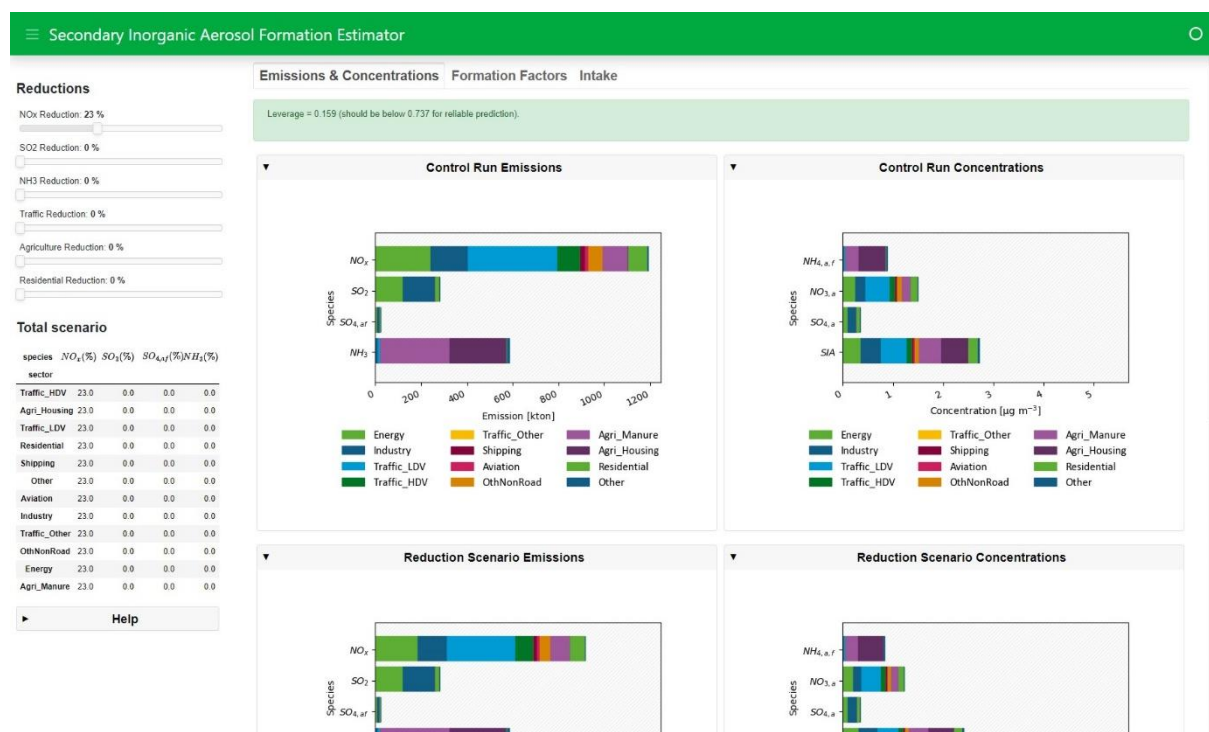 Secondary Inorganic Aerosol Formation Estimator
Reductions
NOx Reduction: 23 %
SO2 Reduction: 0 %
NH3 Reduction: 0 %
Traffic Reduction: 0 %
Agriculture Reduction: 0 %
Residential Reduction: 0 %
Total scenario
species NOx(%) SO2(%) SO4,af(%) NH3(%)
sector
Traffic_HDV 23.0 0.0 0.0 0.0
Agri_Housing 23.0 0.0 0.0 0.0
Traffic_LDV 23.0 0.0 0.0 0.0
Residential 23.0 0.0 0.0 0.0
Shipping 23.0 0.0 0.0 0.0
Other 23.0 0.0 0.0 0.0
Aviation 23.0 0.0 0.0 0.0
Industry 23.0 0.0 0.0 0.0
Traffic_Other 23.0 0.0 0.0 0.0
OthNonRoad 23.0 0.0 0.0 0.0
Energy 23.0 0.0 0.0 0.0
Agri_Manure 23.0 0.0 0.0 0.0
Help
Emissions & Concentrations Formation Factors Intake
Leverage = 0.159 (should be below 0.737 for reliable prediction).
Control Run Emissions
NOx
SO2
SO4, af
NH3
Species
0 200 400 600 800 1000 1200
Emission [kton]
Energy Traffic_Other Agri_Manure
Industry Shipping Agri_Housing
Traffic_LDV Aviation Residential
Traffic_HDV OthNonRoad Other
Control Run Concentrations
NH4, a, f
NO3, a
SO4, a
SIA
Species
0 1 2 3 4 5
Concentration [µg m⁻³]
Energy Traffic_Other Agri_Manure
Industry Shipping Agri_Housing
Traffic_LDV Aviation Residential
Traffic_HDV OthNonRoad Other
Reduction Scenario Emissions
NOx
SO2
SO4, af
Species
Reduction Scenario Concentrations
NH4, a, f
NO3, a
SO4, a
Species